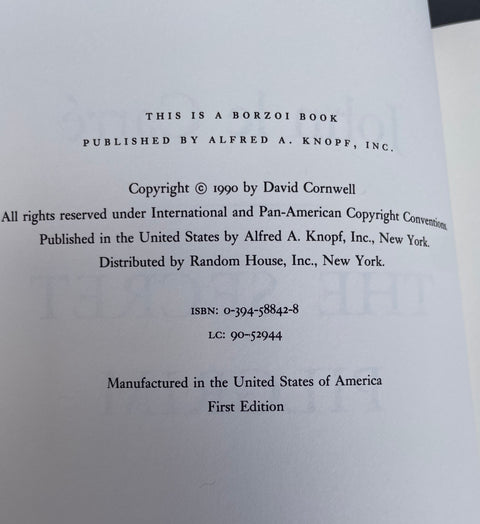 THIS IS A BORZOI BOOK
PUBLISHED BY ALFRED A. KNOPF, INC.
Copyright © 1990 by David Cornwell
All rights reserved under International and Pan-American Copyright Conventions.
Published in the United States by Alfred A. Knopf, Inc., New York.
Distributed by Random House, Inc., New York.
ISBN: 0-394-58842-8
LC: 90-52944
Manufactured in the United States of America
First Edition